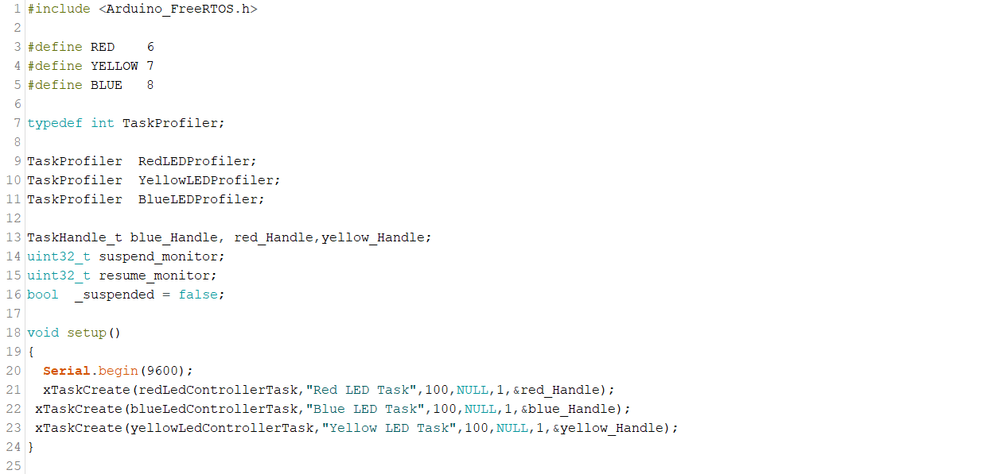 1 #include <Arduino_FreeRTOS.h>
2
3 #define RED    6
4 #define YELLOW 7
5 #define BLUE   8
6
7 typedef int TaskProfiler;
8
9 TaskProfiler  RedLEDProfiler;
10 TaskProfiler  YellowLEDProfiler;
11 TaskProfiler  BlueLEDProfiler;
12
13 TaskHandle_t blue_Handle, red_Handle,yellow_Handle;
14 uint32_t suspend_monitor;
15 uint32_t resume_monitor;
16 bool  _suspended = false;
17
18 void setup()
19 {
20   Serial.begin(9600);
21   xTaskCreate(redLedControllerTask,"Red LED Task",100,NULL,1,&red_Handle);
22  xTaskCreate(blueLedControllerTask,"Blue LED Task",100,NULL,1,&blue_Handle);
23  xTaskCreate(yellowLedControllerTask,"Yellow LED Task",100,NULL,1,&yellow_Handle);
24 }
25